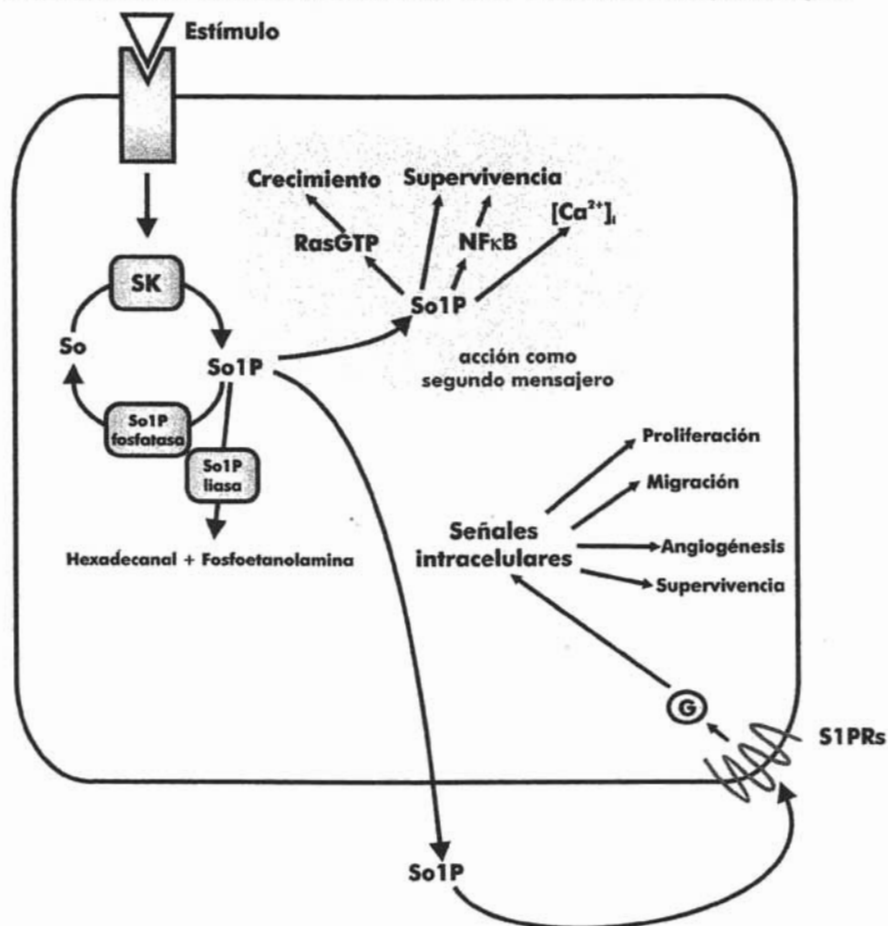 Estímulo
Crecimiento
Supervivencia
[Ca²⁺]ᵢ
RasGTP
NFκB
SK
So1P
So
So1P
acción como
segundo mensajero
So1P
fosfatasa
So1P
liasa
Proliferación
Migración
Señales
intracelulares
Angiogénesis
Hexadecanal + Fosfoetanolamina
Supervivencia
G
S1PRs
So1P